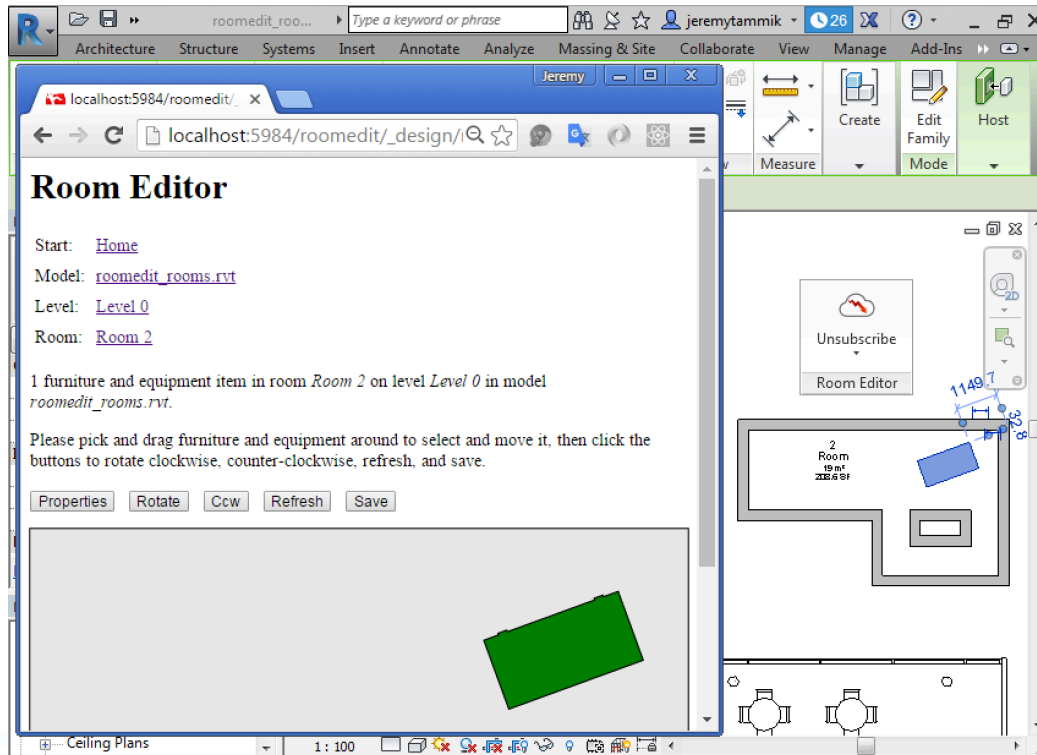 roomedit_roo...
Type a keyword or phrase
jeremytammik
26
Architecture Structure Systems Insert Annotate Analyze Massing & Site Collaborate View Manage Add-Ins
Jeremy
localhost:5984/roomedit/_
localhost:5984/roomedit/_design/r
Measure
Create
Edit
Family
Mode
Host
Room Editor
Start: Home
Model: roomedit_rooms.rvt
Level: Level 0
Room: Room 2
1 furniture and equipment item in room Room 2 on level Level 0 in model
roomedit_rooms.rvt.
Please pick and drag furniture and equipment around to select and move it, then click the
buttons to rotate clockwise, counter-clockwise, refresh, and save.
Properties Rotate Ccw Refresh Save
2D
Unsubscribe
Room Editor
1149.7
32.8
2
Room
19 m²
208.6 SF
Ceiling Plans
1 : 100